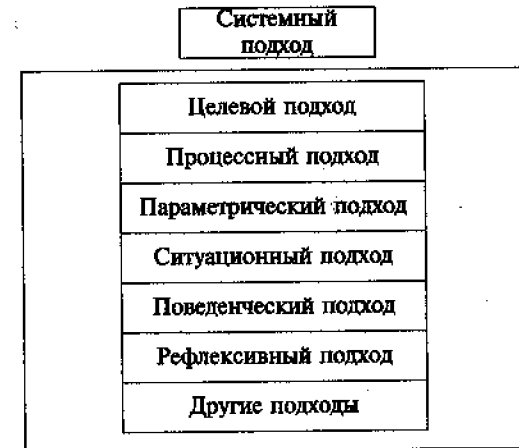 Системный
подход
Целевой подход
Процессный подход
Параметрический подход
Ситуационный подход
Поведенческий подход
Рефлексивный подход
Другие подходы